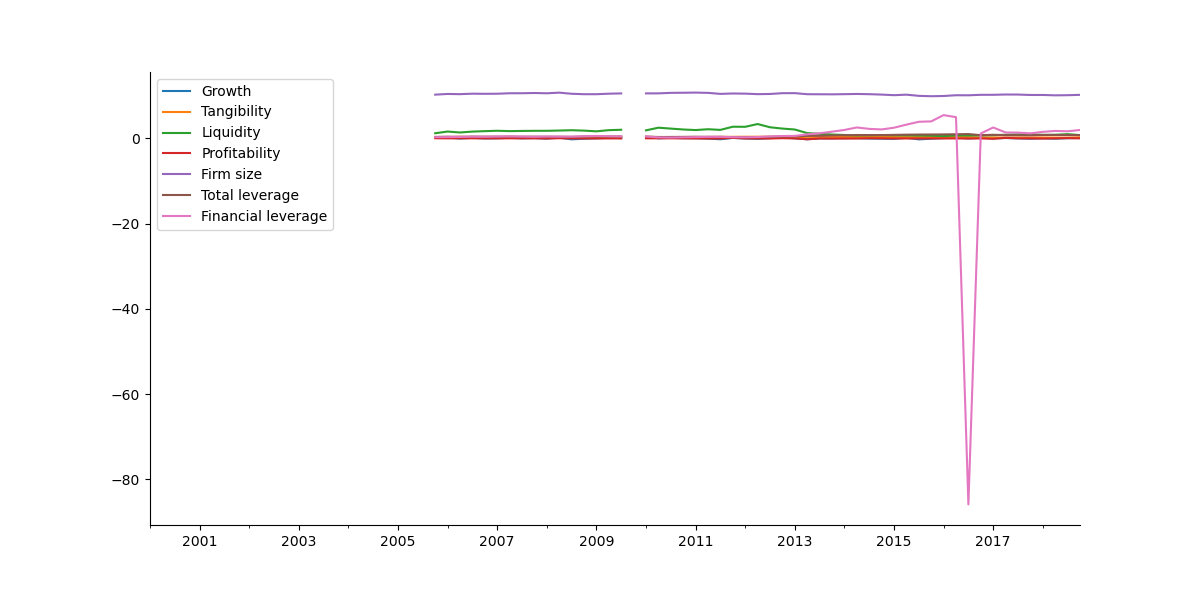 Growth
Tangibility
Liquidity
Profitability
Firm size
Total leverage
Financial leverage
0
−20
−40
−60
−80
2001 2003 2005 2007 2009 2011 2013 2015 2017